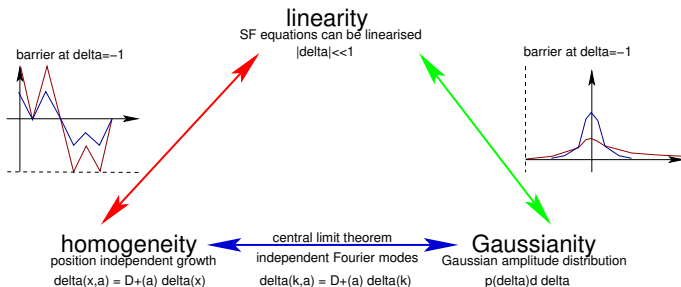 linearity
SF equations can be linearised
|delta|<<1
barrier at delta=−1
barrier at delta=−1
homogeneity
position independent growth
delta(x,a) = D+(a) delta(x)
central limit theorem
independent Fourier modes
delta(k,a) = D+(a) delta(k)
Gaussianity
Gaussian amplitude distribution
p(delta)d delta